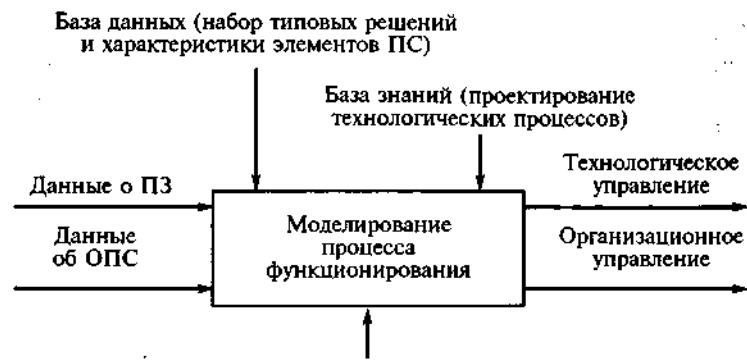 База данных (набор типовых решений
и характеристики элементов ПС)
База знаний (проектирование
технологических процессов)
Данные о ПЗ
Данные
об ОПС
Моделирование
процесса
функционирования
Технологическое
управление
Организационное
управление